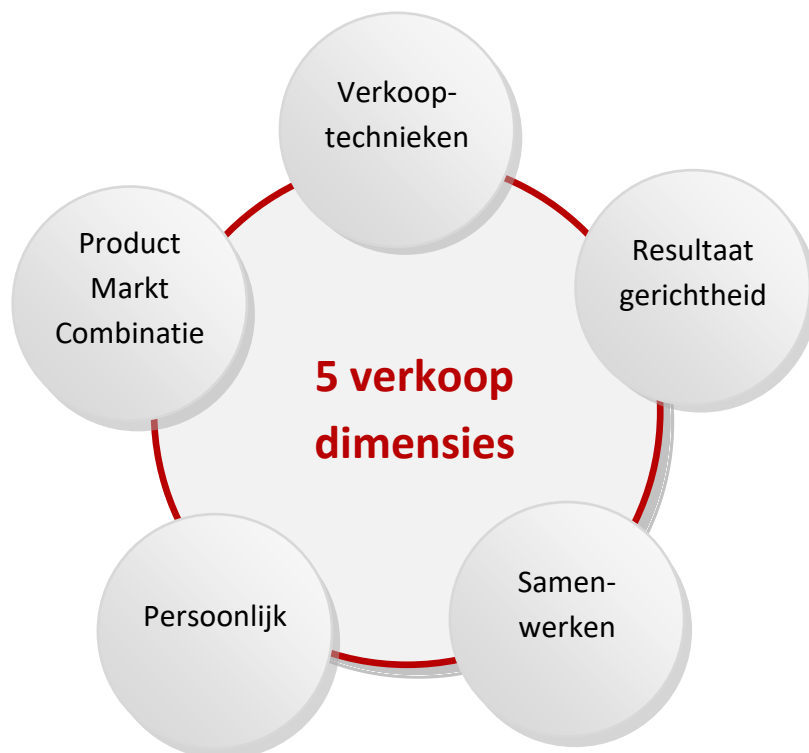 Verkoop-
technieken
Resultaat
gerichtheid
Samen-
werken
Persoonlijk
Product
Markt
Combinatie
5 verkoop
dimensies